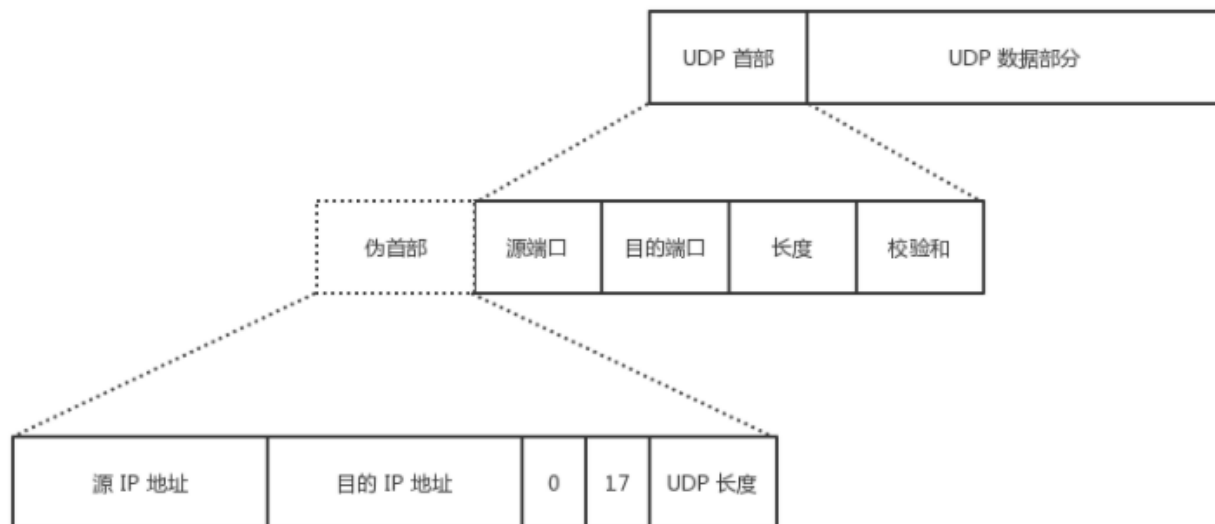 UDP 首部 UDP 数据部分
伪首部 源端口 目的端口 长度 校验和
源 IP 地址 目的 IP 地址 0 17 UDP 长度